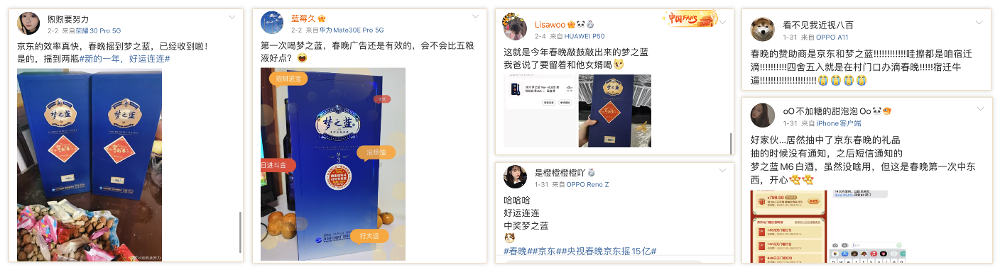 煦煦要努力
2-2 来自荣耀30 Pro 5G
京东的效率真快，春晚摇到梦之蓝，已经收到啦！
是的，摇到两瓶#新的一年，好运连连#
梦之蓝
梦之蓝
蓝莓久
2-2 来自华为Mate30E Pro 5G
第一次喝梦之蓝，春晚广告还是有效的，会不会比五粮
液好点？
招财进宝
梦之蓝
M
3
没烦恼
日进斗金
行大运
Lisawoo
中国FANS
2-4 来自HUAWEI P50
这就是今年春晚敲鼓敲出来的梦之蓝
我爸说了要留着和他女婿喝
梦之蓝
是橙橙橙橙吖
1-31 来自OPPO Reno Z
哈哈哈
好运连连
中奖梦之蓝
#春晚##京东##央视春晚京东摇15亿#
看不见我近视八百
1-31 来自OPPO A11
春晚的赞助商是京东和梦之蓝!!!!!!!!!!!!哇擦都是咱宿迁
滴!!!!!!!!!!四舍五入就是在村门口办滴春晚!!!!!宿迁牛
逼!!!!!!!!!!!!!!!!!!!!!!
oO不加糖的甜泡泡Oo
1-31 来自iPhone客户端
好家伙...居然抽中了京东春晚的礼品
抽的时候没有通知，之后短信通知的
梦之蓝M6白酒，虽然没啥用，但这是春晚第一次中东
西，开心
¥798.99